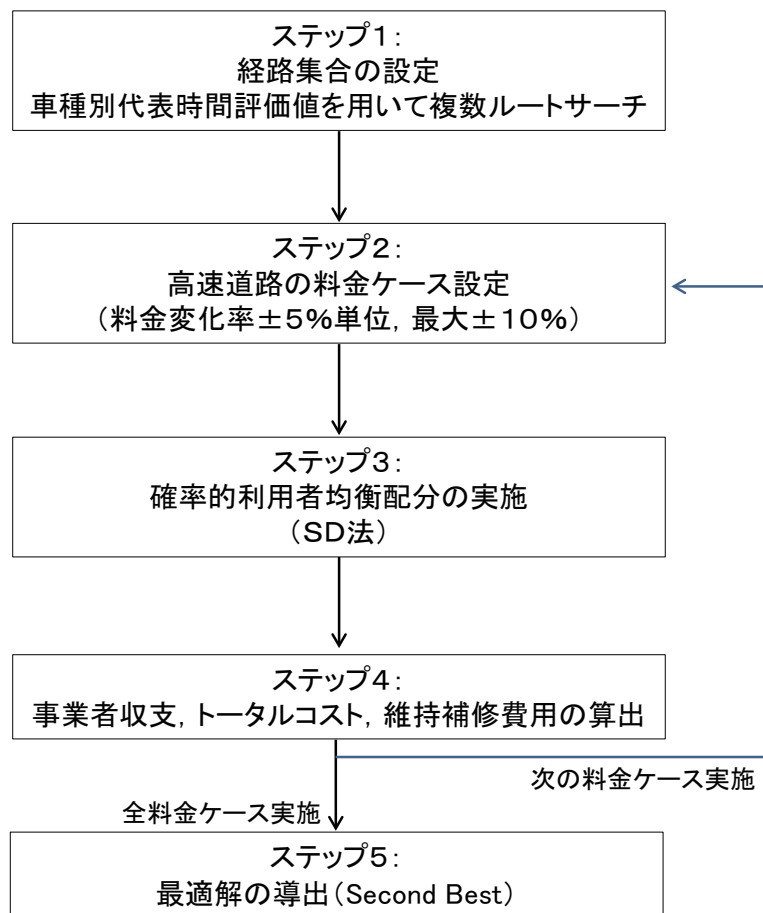 ステップ１：
経路集合の設定
車種別代表時間評価値を用いて複数ルートサーチ
ステップ２：
高速道路の料金ケース設定
（料金変化率±５％単位，最大±１０％）
ステップ３：
確率的利用者均衡配分の実施
（ＳＤ法）
ステップ４：
事業者収支，トータルコスト，維持補修費用の算出
次の料金ケース実施
全料金ケース実施
ステップ５：
最適解の導出（Second Best）